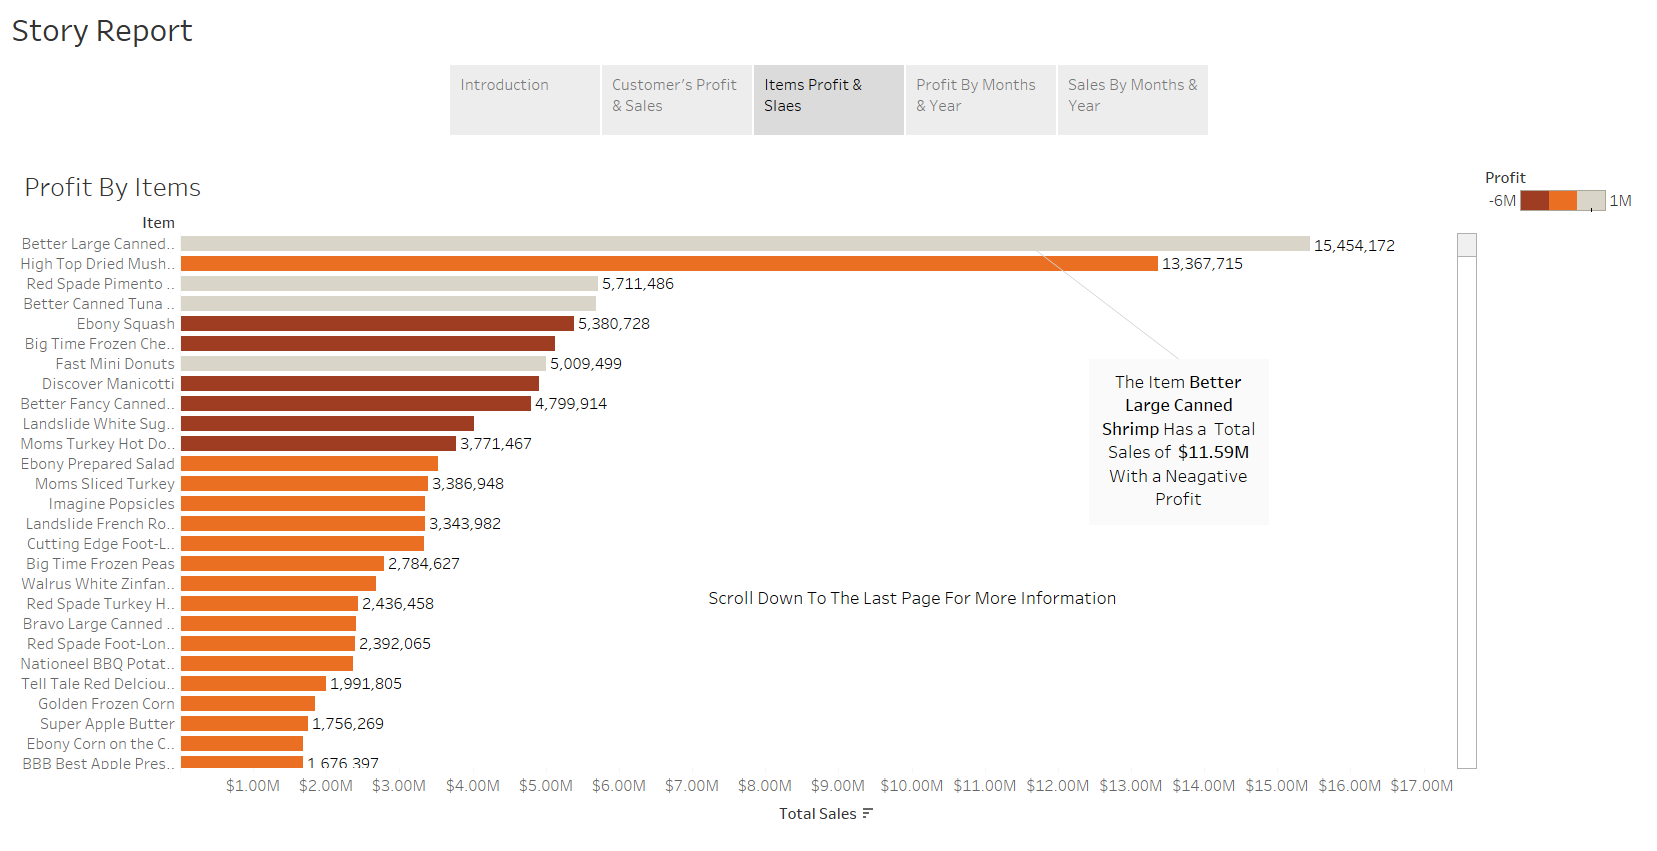 Story Report
Introduction
Customer's Profit
& Sales
Items Profit &
Slaes
Profit By Months
& Year
Sales By Months &
Year
Profit By Items
Profit
-6M 1M
Item
Better Large Canned.. 15,454,172
High Top Dried Mush.. 13,367,715
Red Spade Pimento .. 5,711,486
Better Canned Tuna ..
Ebony Squash 5,380,728
Big Time Frozen Che..
Fast Mini Donuts 5,009,499
Discover Manicotti
Better Fancy Canned.. 4,799,914
Landslide White Sug..
Moms Turkey Hot Do.. 3,771,467
Ebony Prepared Salad
Moms Sliced Turkey 3,386,948
Imagine Popsicles
Landslide French Ro.. 3,343,982
Cutting Edge Foot-L..
Big Time Frozen Peas 2,784,627
Walrus White Zinfan..
Red Spade Turkey H.. 2,436,458
Bravo Large Canned ..
Red Spade Foot-Lon.. 2,392,065
Nationeel BBQ Potat..
Tell Tale Red Delciou.. 1,991,805
Golden Frozen Corn
Super Apple Butter 1,756,269
Ebony Corn on the C..
BBB Best Apple Pres.. 1,676,397
The Item Better
Large Canned
Shrimp Has a Total
Sales of $11.59M
With a Neagative
Profit
Scroll Down To The Last Page For More Information
$1.00M $2.00M $3.00M $4.00M $5.00M $6.00M $7.00M $8.00M $9.00M $10.00M $11.00M $12.00M $13.00M $14.00M $15.00M $16.00M $17.00M
Total Sales